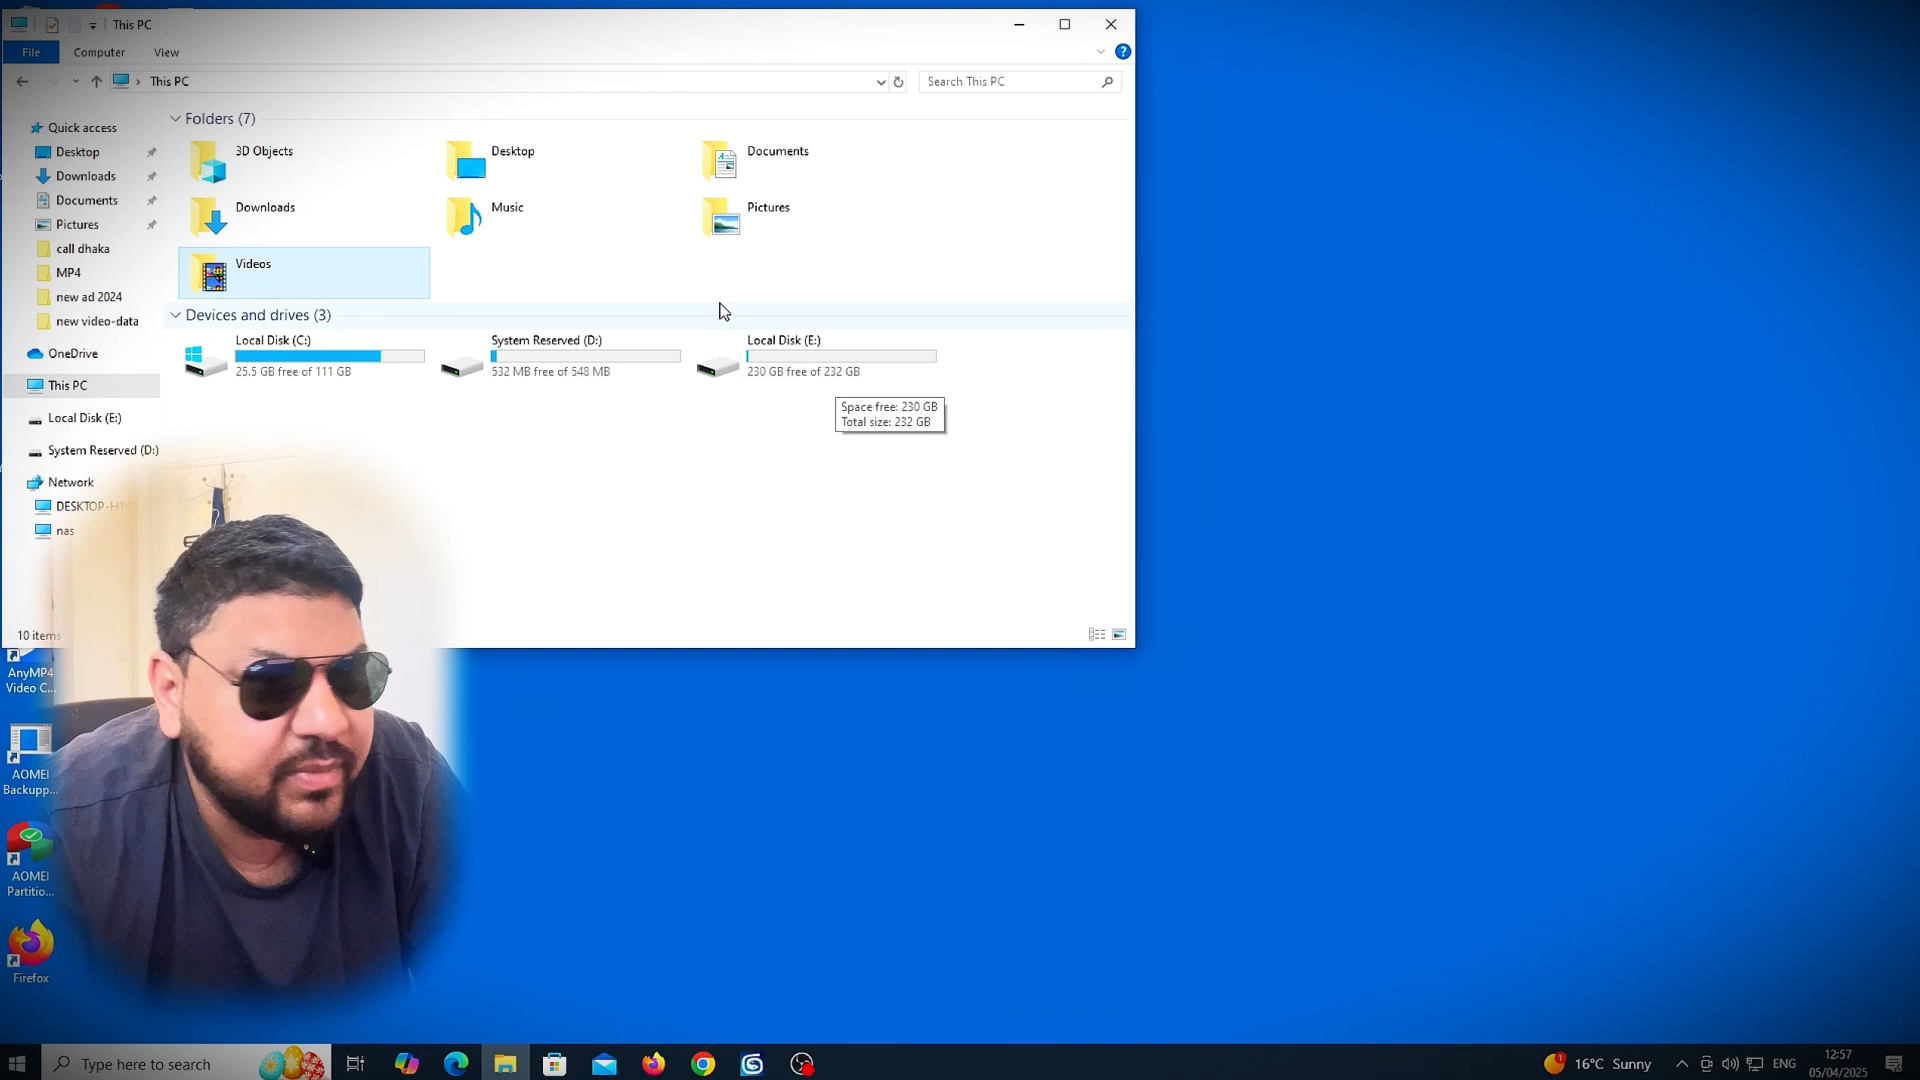 This PC
File
Computer
View
?
This PC
Search This PC
Quick access
Desktop
Downloads
Documents
Pictures
call dhaka
MP4
new ad 2024
new video-data
OneDrive
This PC
Local Disk (E:)
System Reserved (D:)
Network
DESKTOP-H1
nas
10 items
Folders (7)
3D Objects
Desktop
Documents
Downloads
Music
Pictures
Videos
Devices and drives (3)
Local Disk (C:)
25.5 GB free of 111 GB
System Reserved (D:)
532 MB free of 548 MB
Local Disk (E:)
230 GB free of 232 GB
Space free: 230 GB
Total size: 232 GB
AnyMP4
Video C...
AOMEI
Backupp...
AOMEI
Partitio...
Firefox
Type here to search
1
16°C Sunny
ENG
12:57
05/04/2025